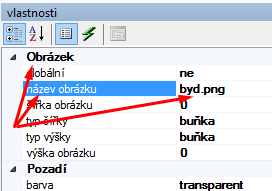 vlastnosti
Obrázek
globální ne
název obrázku byd.png
šířka obrázku 0
typ šířky buňka
typ výšky buňka
výška obrázku 0
Pozadí
barva transparent